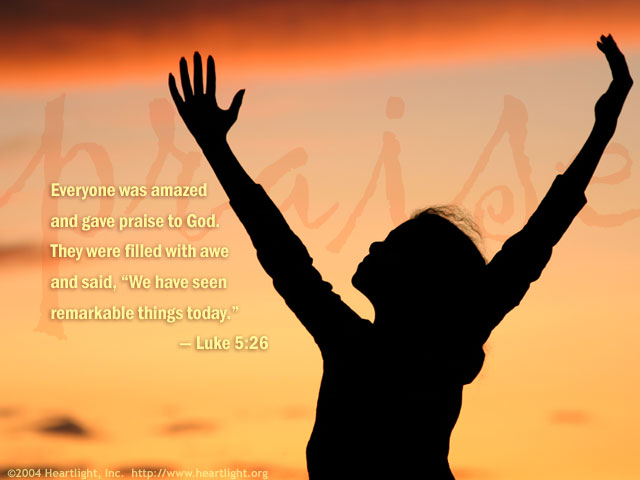 praise
Everyone was amazed
and gave praise to God.
They were filled with awe
and said, “We have seen
remarkable things today.”
– Luke 5:26
©2004 Heartlight, Inc. http://www.heartlight.org